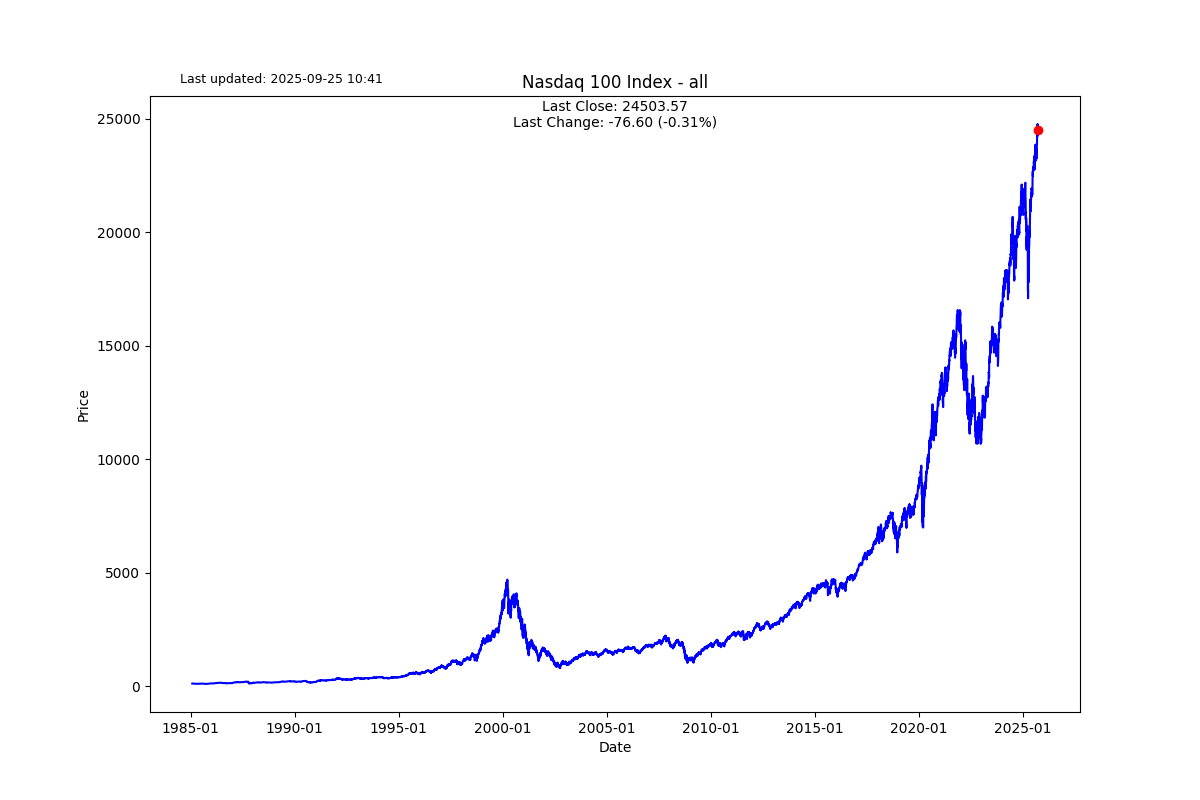 Last updated: 2025-09-25 10:41
Nasdaq 100 Index - all
Last Close: 24503.57
Last Change: -76.60 (-0.31%)
25000
20000
15000
10000
5000
0
Price
1985-01 1990-01 1995-01 2000-01 2005-01 2010-01 2015-01 2020-01 2025-01
Date